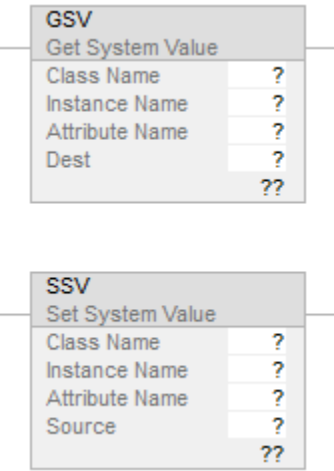 GSV
Get System Value
Class Name ?
Instance Name ?
Attribute Name ?
Dest ?
??
SSV
Set System Value
Class Name ?
Instance Name ?
Attribute Name ?
Source ?
??